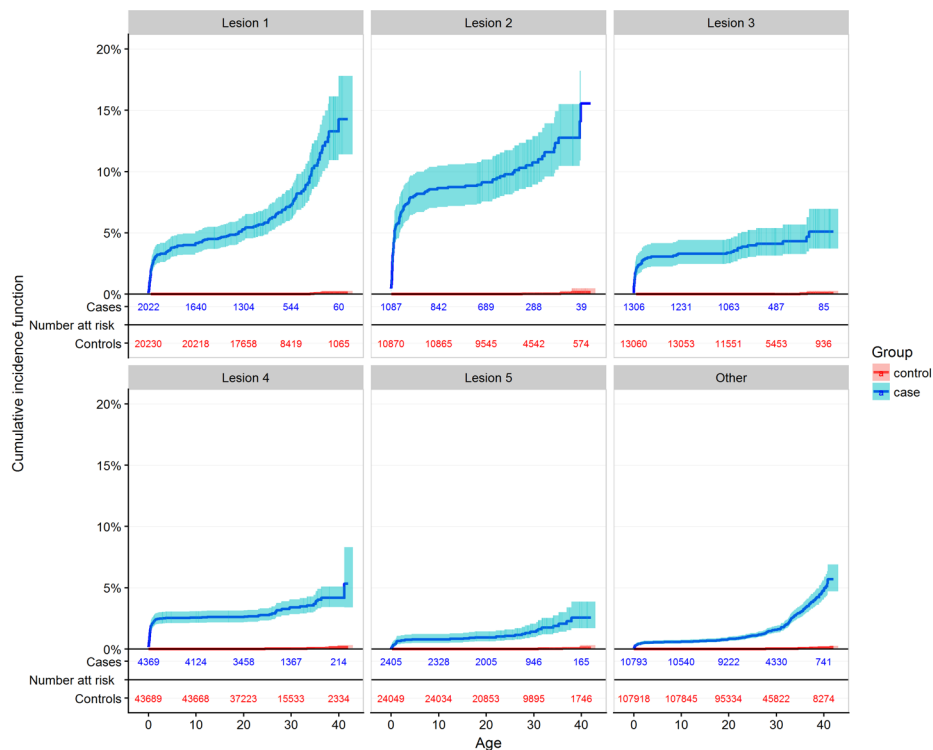 Lesion 1 Lesion 2 Lesion 3
20%
15%
10%
5%
0%
Cases 2022 1640 1304 544 60 1087 842 689 288 39 1306 1231 1063 487 85
Number att risk
Controls 20230 20218 17658 8419 1065 10870 10865 9545 4542 574 13060 13053 11551 5453 936
Cumulative incidence function
Group
control
case
Lesion 4 Lesion 5 Other
20%
15%
10%
5%
0%
Cases 4369 4124 3458 1367 214 2405 2328 2005 946 165 10793 10540 9222 4330 741
Number att risk
Controls 43689 43668 37223 15533 2334 24049 24034 20853 9895 1746 107918 107845 95334 45822 8274
0 10 20 30 40 0 10 20 30 40 0 10 20 30 40
Age